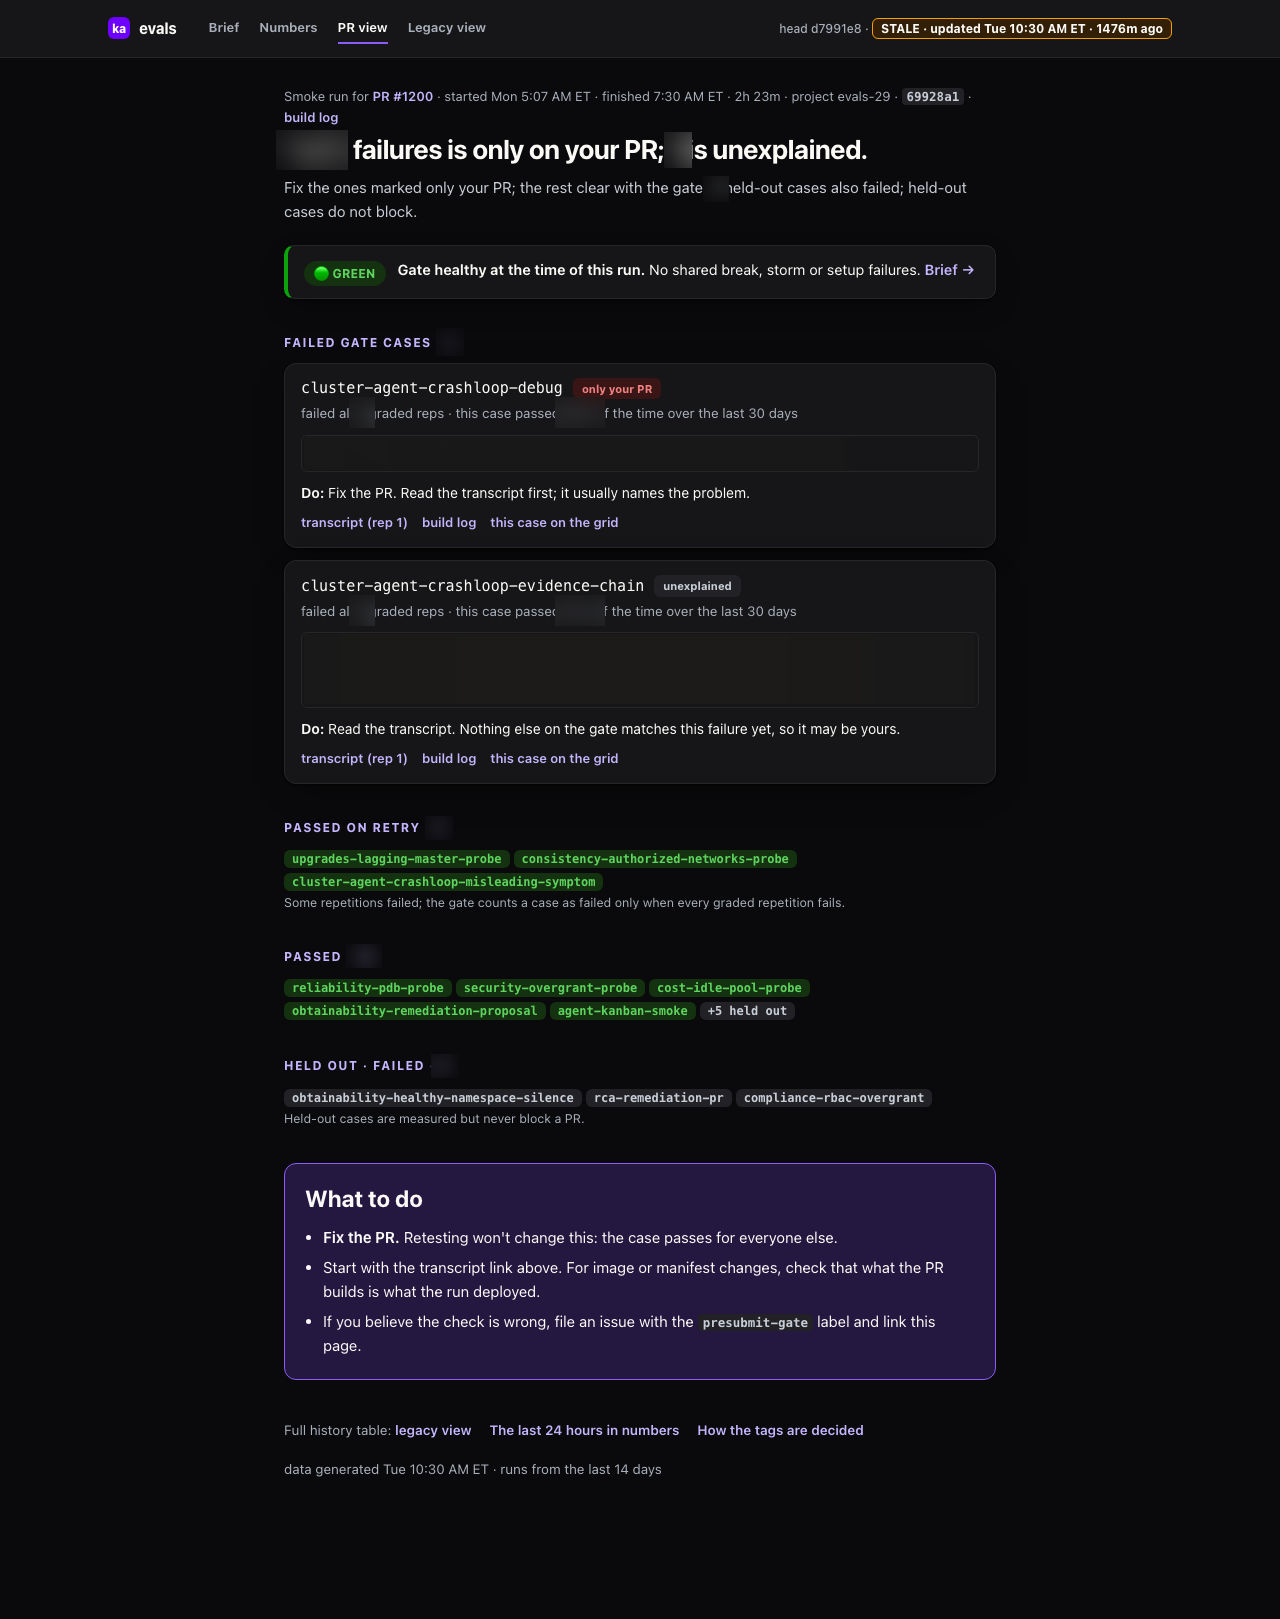 ka evals Brief Numbers PR view Legacy view head d7991e8 · STALE · updated Tue 10:30 AM ET · 1476m ago
Smoke run for PR #1200 · started Mon 5:07 AM ET · finished 7:30 AM ET · 2h 23m · project evals-29 · 69928a1 ·
build log
failures is only on your PR; is unexplained.
Fix the ones marked only your PR; the rest clear with the gate held-out cases also failed; held-out
cases do not block.
GREEN Gate healthy at the time of this run. No shared break, storm or setup failures. Brief →
FAILED GATE CASES
cluster-agent-crashloop-debug only your PR
failed graded reps · this case passed the time over the last 30 days
Do: Fix the PR. Read the transcript first; it usually names the problem.
transcript (rep 1) build log this case on the grid
cluster-agent-crashloop-evidence-chain unexplained
failed graded reps · this case passed the time over the last 30 days
Do: Read the transcript. Nothing else on the gate matches this failure yet, so it may be yours.
transcript (rep 1) build log this case on the grid
PASSED ON RETRY
upgrades-lagging-master-probe consistency-authorized-networks-probe
cluster-agent-crashloop-misleading-symptom
Some repetitions failed; the gate counts a case as failed only when every graded repetition fails.
PASSED
reliability-pdb-probe security-overgrant-probe cost-idle-pool-probe
obtainability-remediation-proposal agent-kanban-smoke +5 held out
HELD OUT · FAILED
obtainability-healthy-namespace-silence rca-remediation-pr compliance-rbac-overgrant
Held-out cases are measured but never block a PR.
What to do
• Fix the PR. Retesting won't change this: the case passes for everyone else.
• Start with the transcript link above. For image or manifest changes, check that what the PR
builds is what the run deployed.
• If you believe the check is wrong, file an issue with the presubmit-gate label and link this
page.
Full history table: legacy view The last 24 hours in numbers How the tags are decided
data generated Tue 10:30 AM ET · runs from the last 14 days